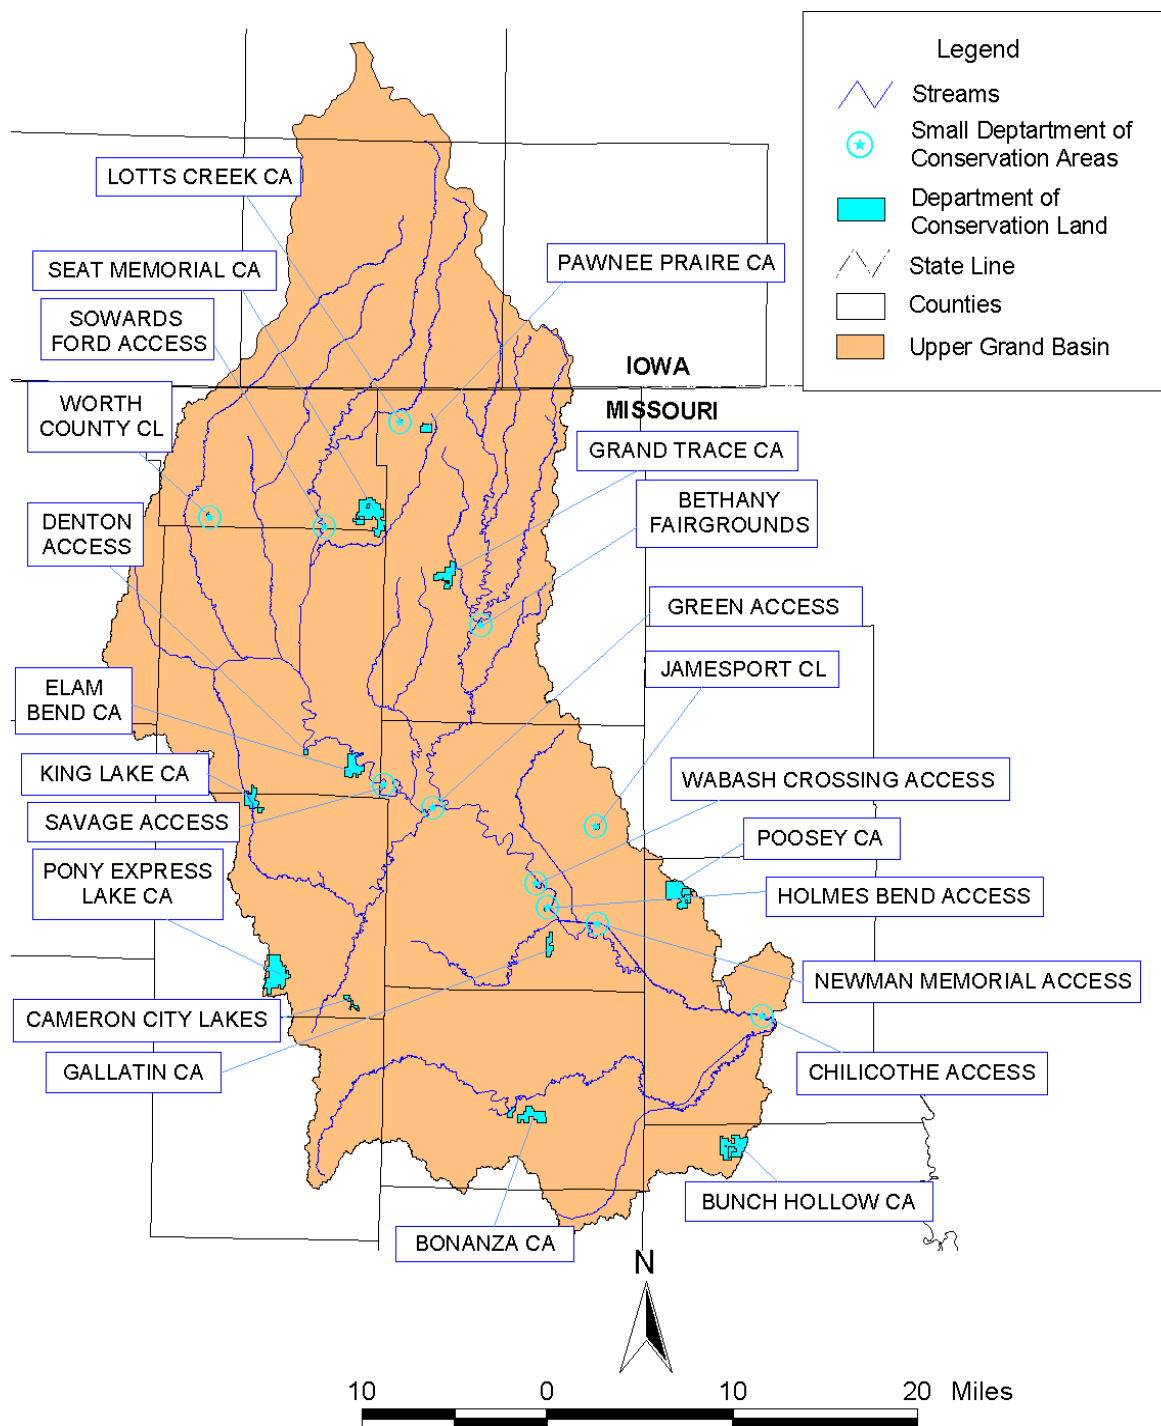 Legend
Streams
Small Deptartment of
Conservation Areas
Department of
Conservation Land
State Line
Counties
Upper Grand Basin
LOTTS CREEK CA
SEAT MEMORIAL CA
PAWNEE PRAIRE CA
SOWARDS
FORD ACCESS
IOWA
MISSOURI
WORTH
COUNTY CL
GRAND TRACE CA
BETHANY
FAIRGROUNDS
DENTON
ACCESS
GREEN ACCESS
JAMESPORT CL
ELAM
BEND CA
KING LAKE CA
WABASH CROSSING ACCESS
SAVAGE ACCESS
POOSEY CA
PONY EXPRESS
LAKE CA
HOLMES BEND ACCESS
NEWMAN MEMORIAL ACCESS
CAMERON CITY LAKES
GALLATIN CA
CHILICOTHE ACCESS
BUNCH HOLLOW CA
BONANZA CA
N
10 0 10 20 Miles